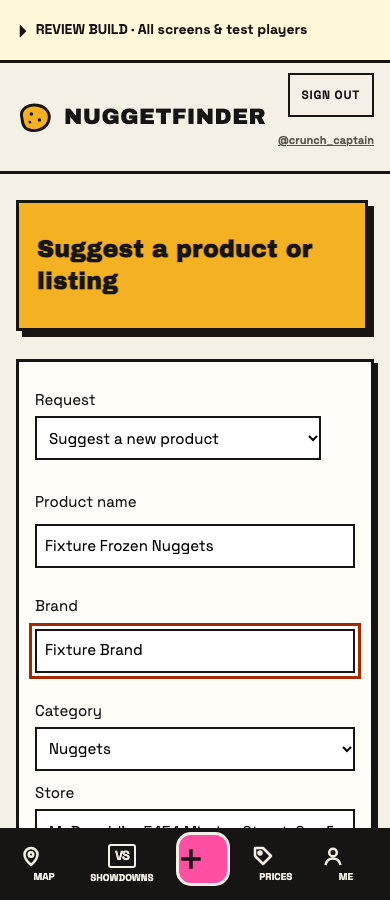 REVIEW BUILD · All screens & test players
SIGN OUT
NUGGETFINDER
@crunch_captain
Suggest a product or
listing
Request
Suggest a new product
Product name
Fixture Frozen Nuggets
Brand
Fixture Brand
Category
Nuggets
Store
MAP
VS
SHOWDOWNS
+
PRICES
ME